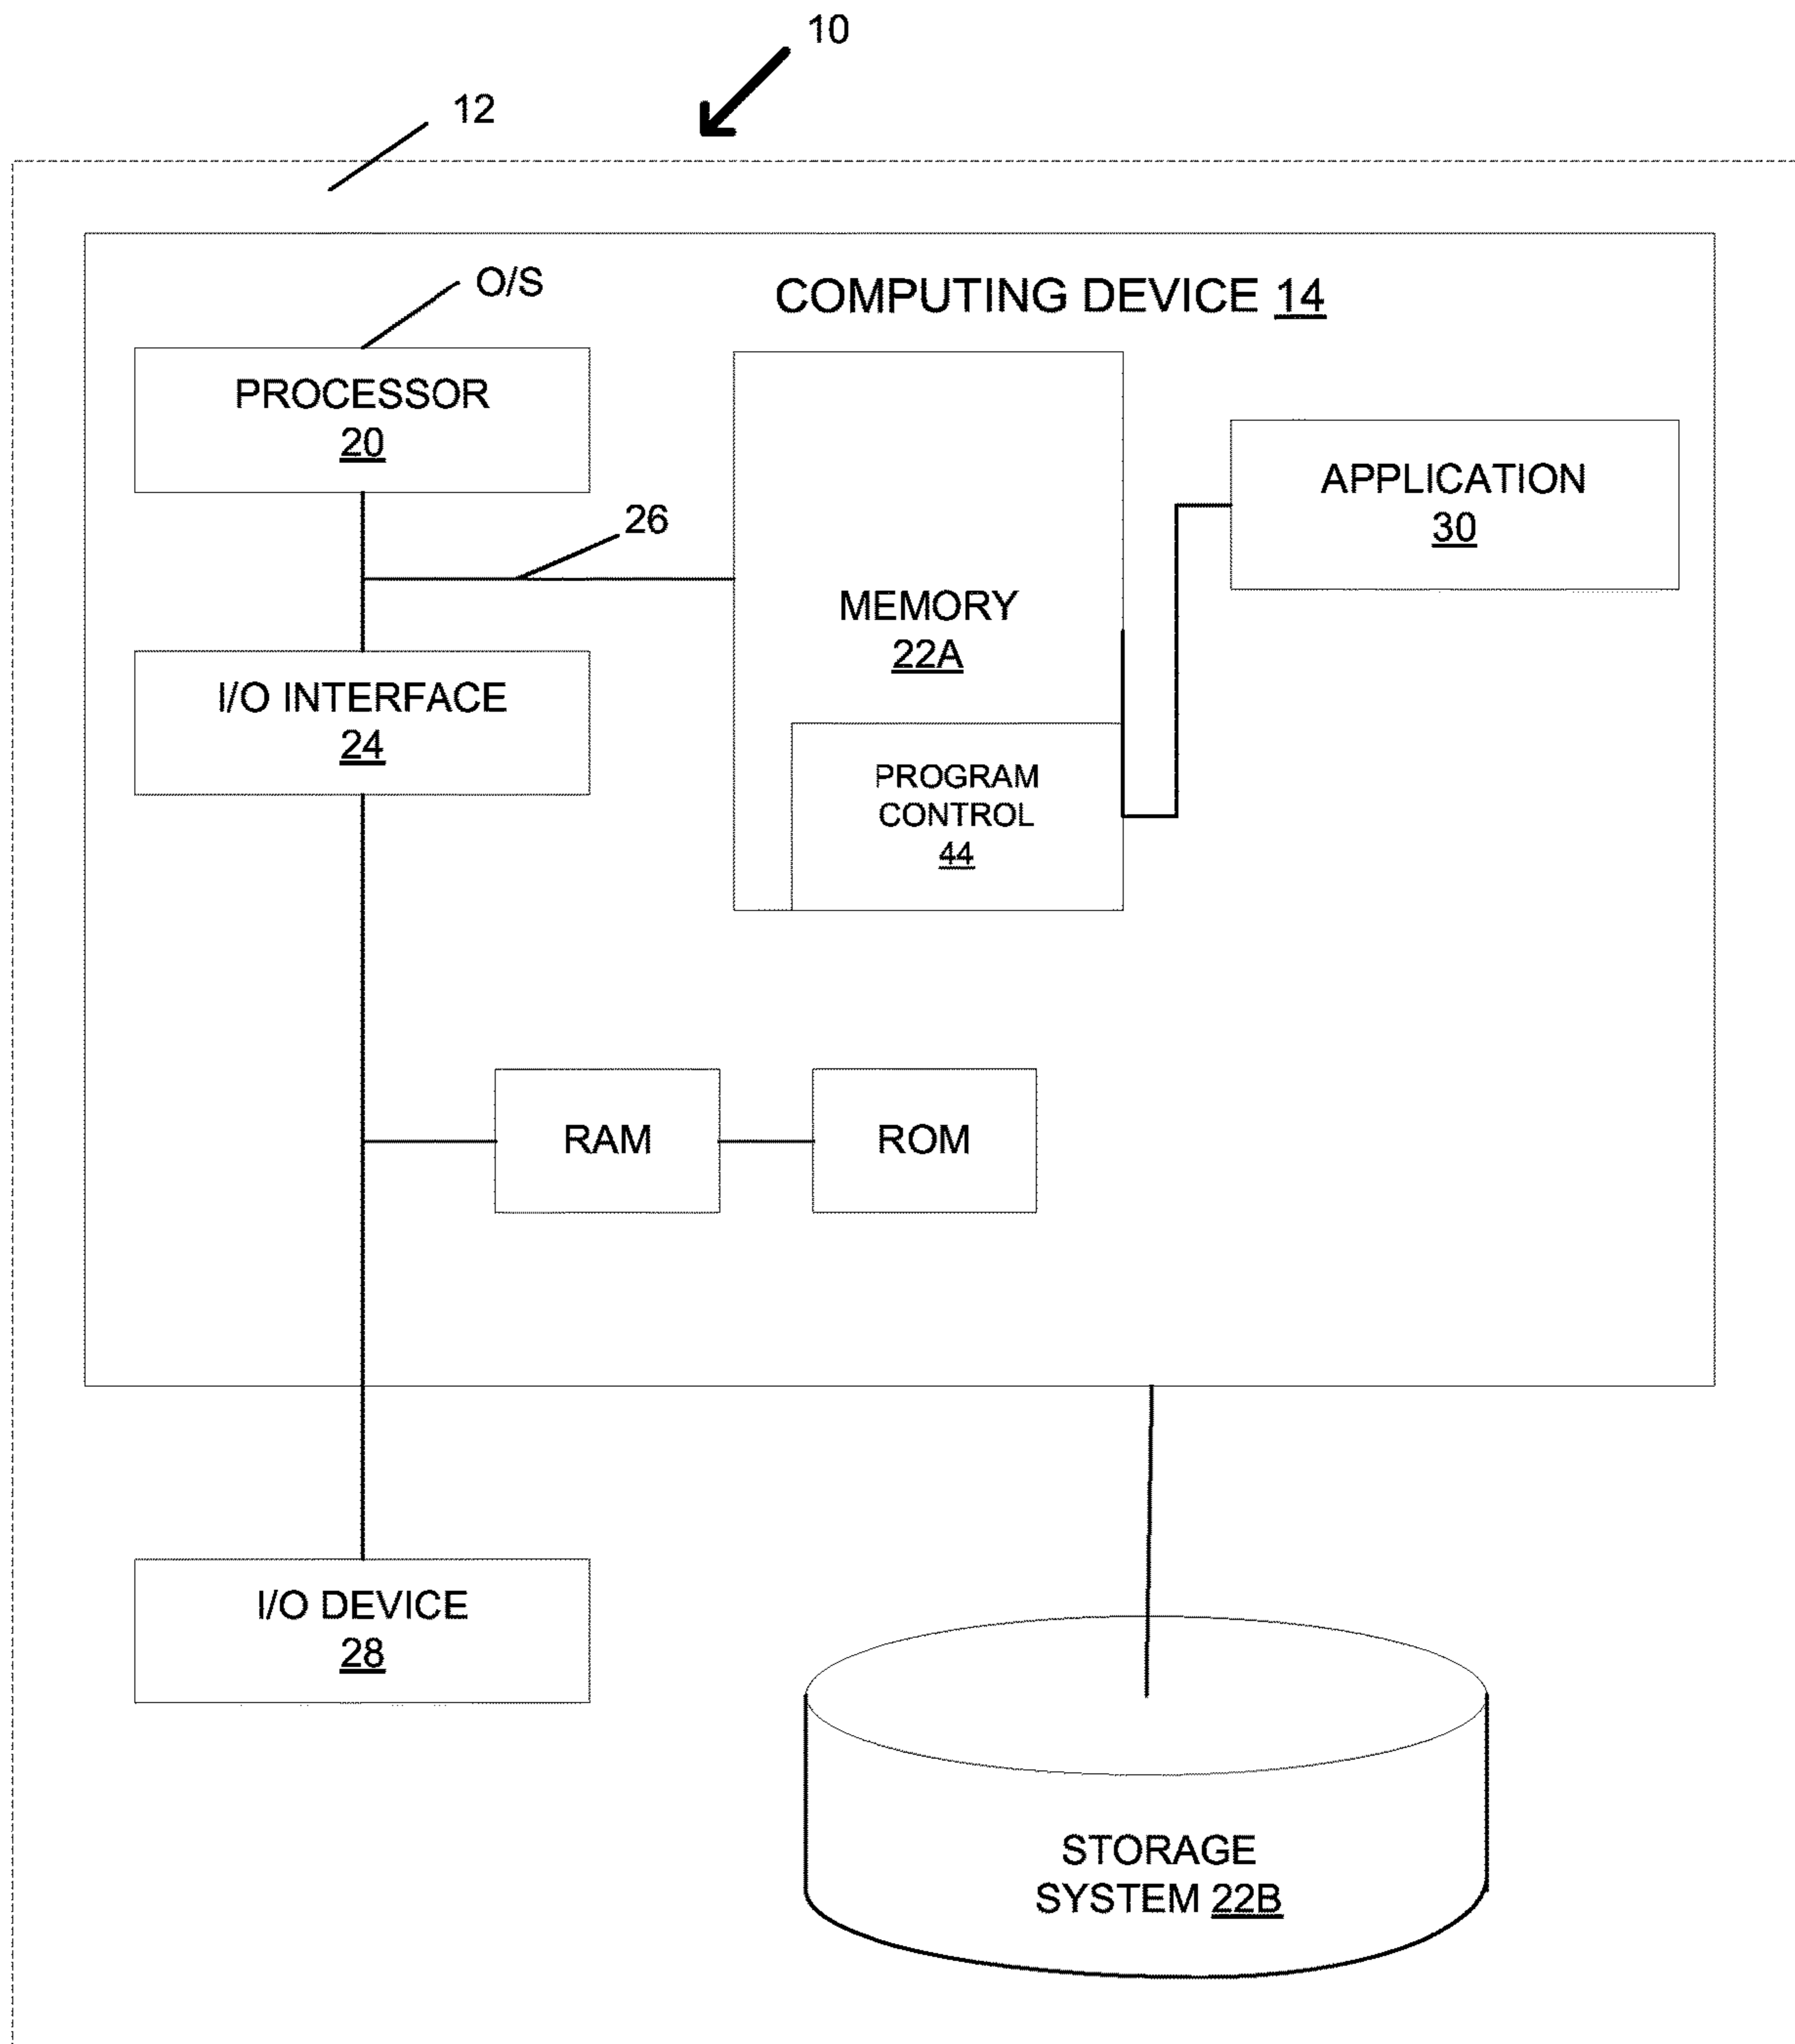 10
12
O/S
COMPUTING DEVICE 14
PROCESSOR
20
26
APPLICATION
30
MEMORY
22A
I/O INTERFACE
24
PROGRAM
CONTROL
44
RAM
ROM
I/O DEVICE
28
STORAGE
SYSTEM 22B